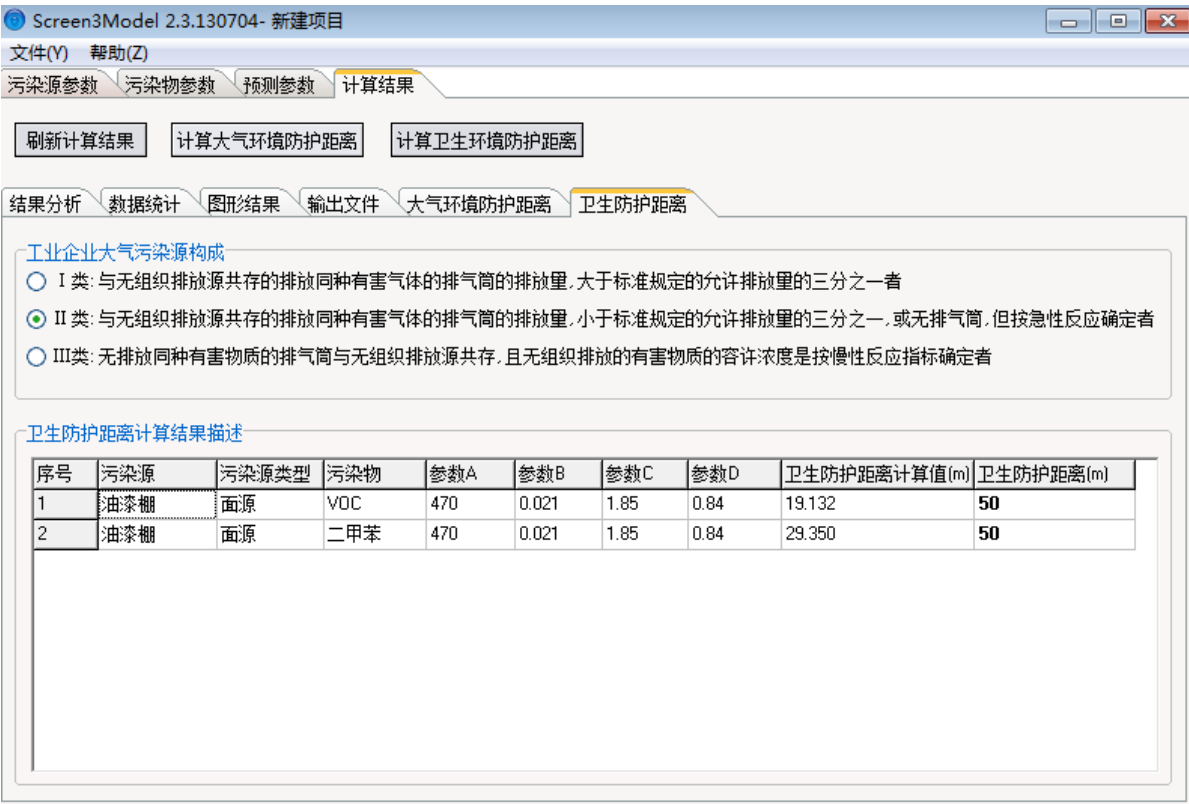 Screen3Model 2.3.130704- 新建项目
文件(Y) 帮助(Z)
污染源参数 污染物参数 预测参数 计算结果
刷新计算结果 计算大气环境防护距离 计算卫生环境防护距离
结果分析 数据统计 图形结果 输出文件 大气环境防护距离 卫生防护距离
工业企业大气污染源构成
I 类: 与无组织排放源共存的排放同种有害气体的排气筒的排放量,大于标准规定的允许排放量的三分之一者
II 类: 与无组织排放源共存的排放同种有害气体的排气筒的排放量,小于标准规定的允许排放量的三分之一,或无排气筒,但按急性反应确定者
III类: 无排放同种有害物质的排气筒与无组织排放源共存,且无组织排放的有害物质的容许浓度是按慢性反应指标确定者
卫生防护距离计算结果描述
序号 污染源 污染源类型 污染物 参数A 参数B 参数C 参数D 卫生防护距离计算值(m) 卫生防护距离(m)
1 油漆棚 面源 VOC 470 0.021 1.85 0.84 19.132 50
2 油漆棚 面源 二甲苯 470 0.021 1.85 0.84 29.350 50